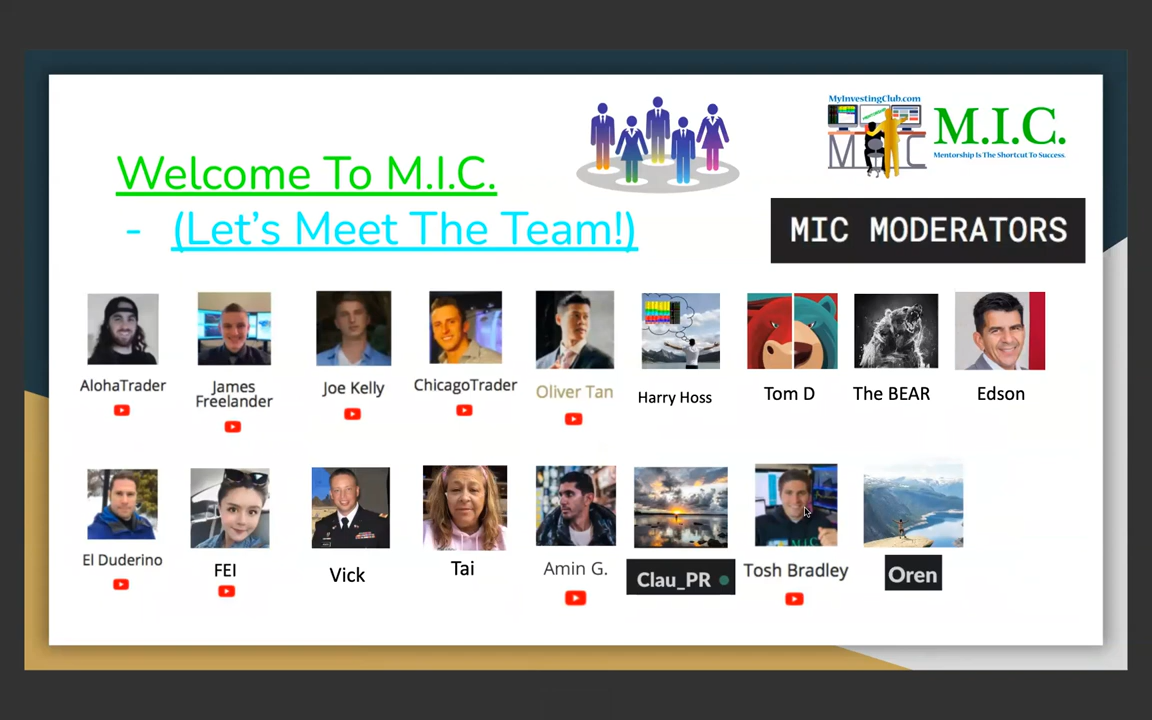 MyInvestingClub.com
M.I.C.
MIC
Mentorship Is The Shortcut To Success.
Welcome To M.I.C.
- (Let's Meet The Team!)
MIC MODERATORS
AlohaTrader
James
Freelander
Joe Kelly
ChicagoTrader
Oliver Tan
Harry Hoss
Tom D
The BEAR
Edson
El Duderino
FEI
Vick
Tai
Amin G.
Clau_PR
Tosh Bradley
Oren